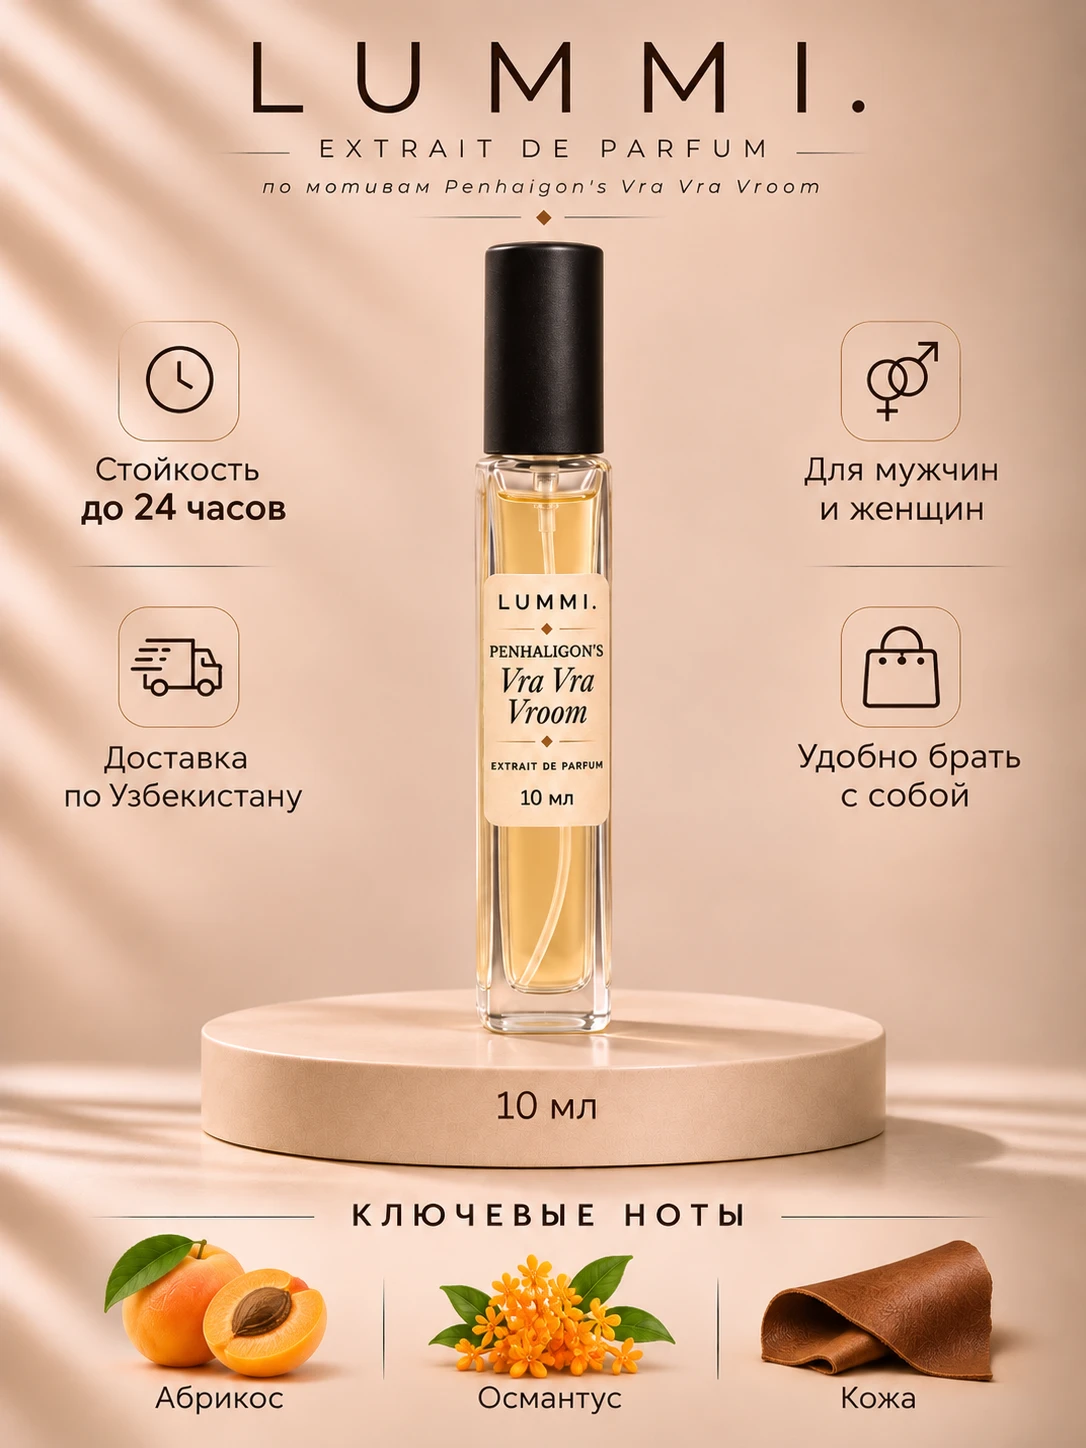 LUMMI.
EXTRAIT DE PARFUM
по мотивам Penhaigon's Vra Vra Vroom
Стойкость
до 24 часов
Для мужчин
и женщин
LUMMI.
PENHALIGON'S
Vra Vra
Vroom
EXTRAIT DE PARFUM
10 мл
Доставка
по Узбекистану
Удобно брать
с собой
10 мл
КЛЮЧЕВЫЕ НОТЫ
Абрикос
Османтус
Кожа